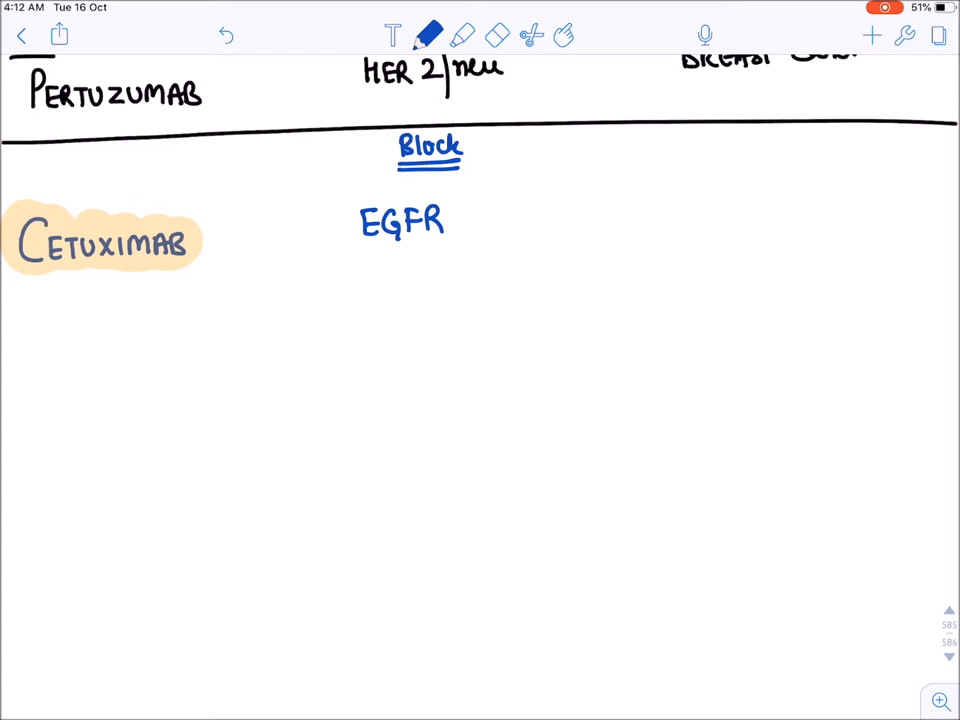 4:12 AM Tue 16 Oct 51%
T
HER 2/neu
PERTUZUMAB
Block
EGFR
CETUXIMAB
585
586